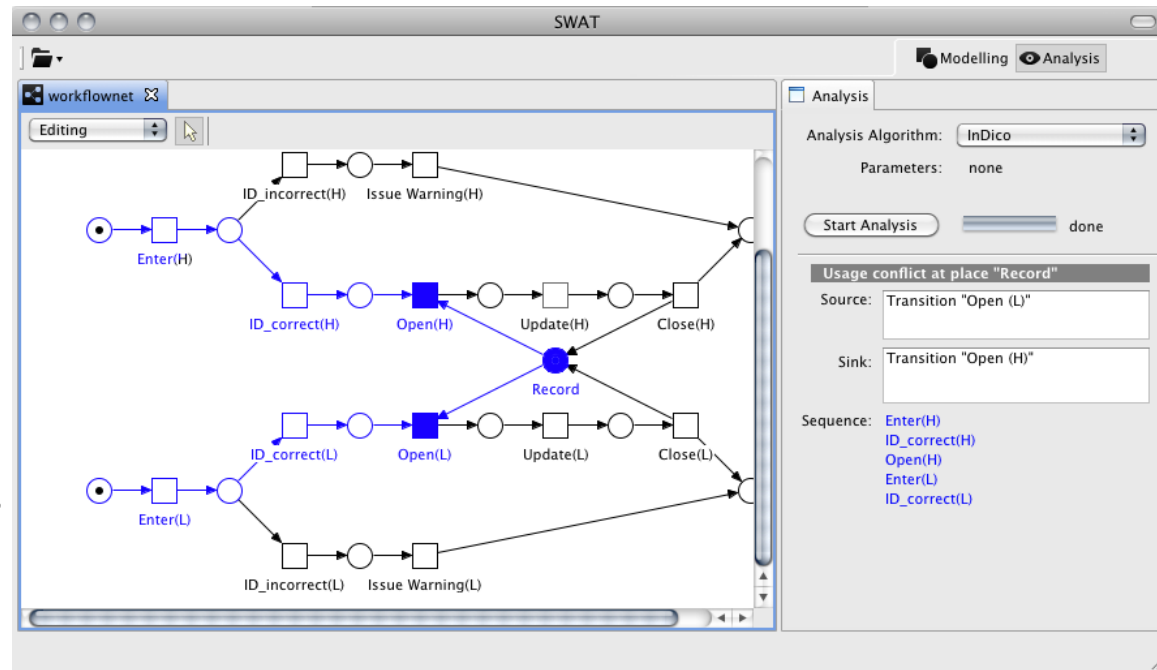 SWAT
Modelling
Analysis
workflownet
Analysis
Editing
Analysis Algorithm: InDico
Parameters: none
Start Analysis done
Usage conflict at place "Record"
Source: Transition "Open (L)"
Sink: Transition "Open (H)"
Sequence: Enter(H)
ID_correct(H)
Open(H)
Enter(L)
ID_correct(L)
ID_incorrect(H) Issue Warning(H)
Enter(H)
ID_correct(H) Open(H) Update(H) Close(H)
Record
ID_correct(L) Open(L) Update(L) Close(L)
Enter(L)
ID_incorrect(L) Issue Warning(L)